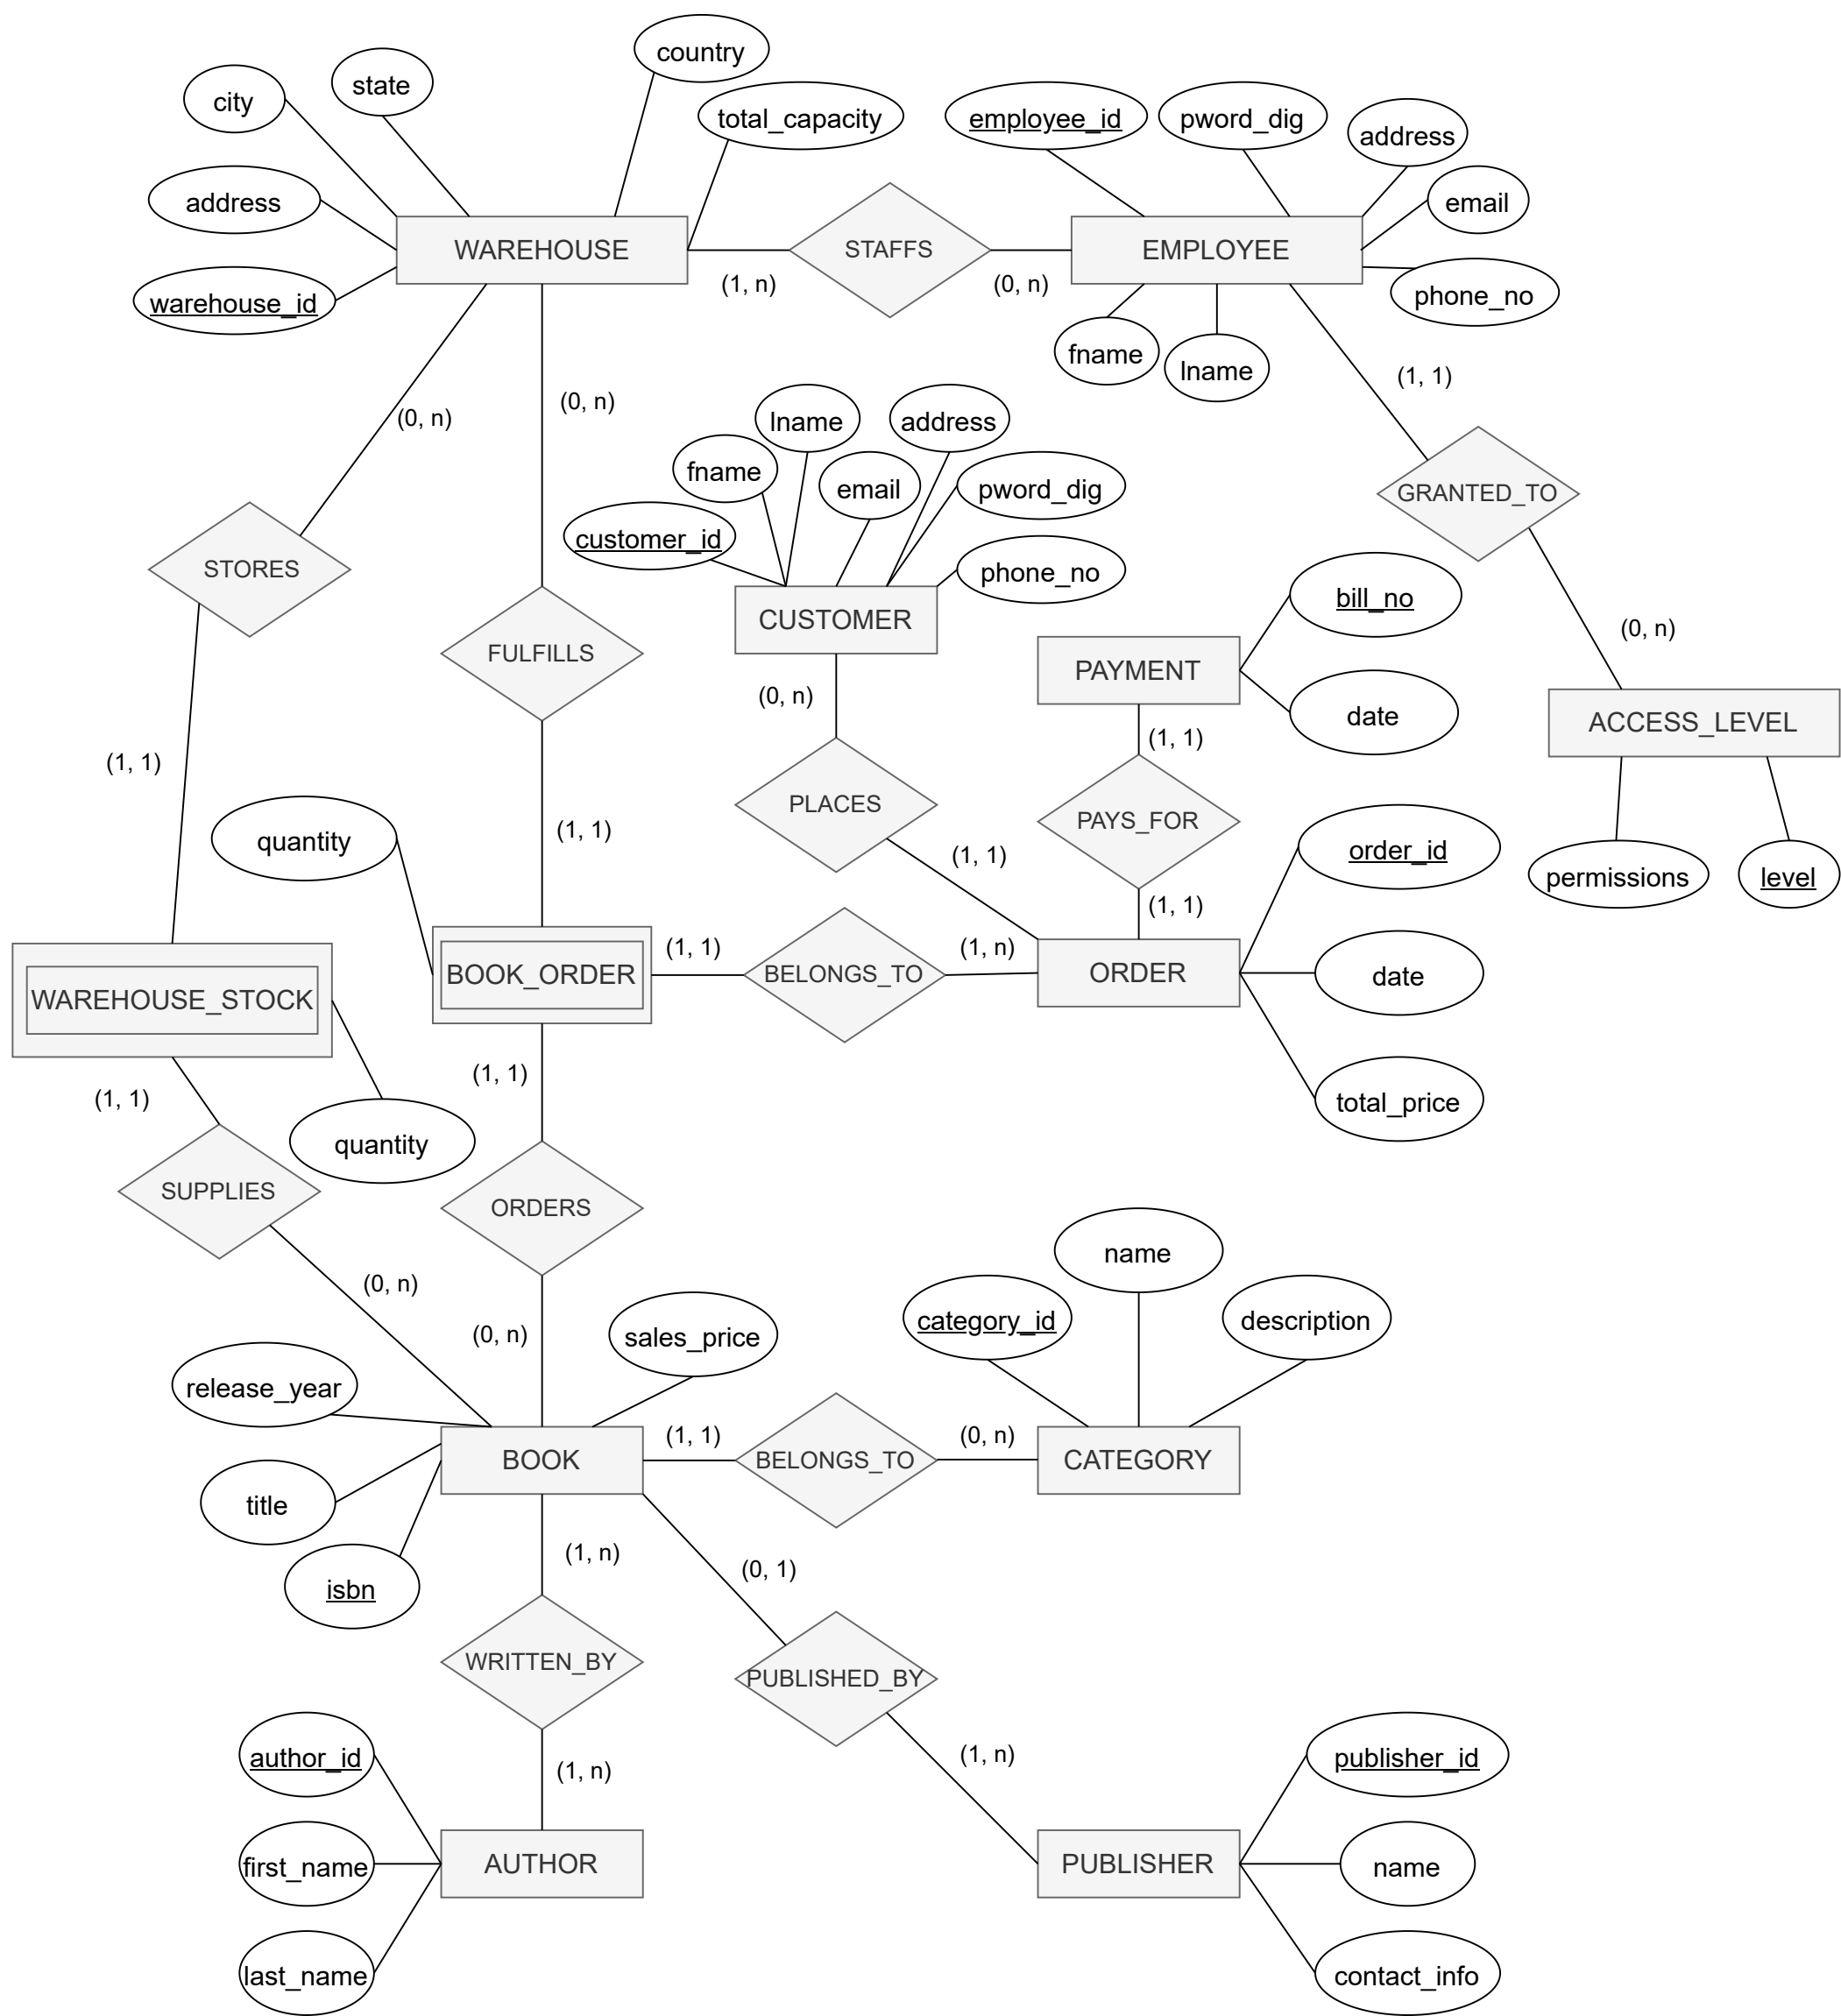 country
state
city
total_capacity
employee_id
pword_dig
address
address
email
WAREHOUSE
STAFFS
EMPLOYEE
(1, n)
(0, n)
warehouse_id
phone_no
fname
lname
(1, 1)
(0, n)
(0, n)
lname
address
fname
email
pword_dig
GRANTED_TO
customer_id
STORES
phone_no
bill_no
CUSTOMER
(0, n)
FULFILLS
PAYMENT
(0, n)
date
ACCESS_LEVEL
(1, 1)
(1, 1)
PLACES
PAYS_FOR
quantity
(1, 1)
(1, 1)
order_id
permissions
level
(1, 1)
(1, 1)
(1, n)
BOOK_ORDER
BELONGS_TO
ORDER
date
WAREHOUSE_STOCK
(1, 1)
(1, 1)
total_price
quantity
SUPPLIES
ORDERS
name
(0, n)
category_id
description
(0, n)
sales_price
release_year
(1, 1)
(0, n)
BOOK
BELONGS_TO
CATEGORY
title
(1, n)
(0, 1)
isbn
WRITTEN_BY
PUBLISHED_BY
author_id
(1, n)
(1, n)
publisher_id
first_name
AUTHOR
PUBLISHER
name
last_name
contact_info